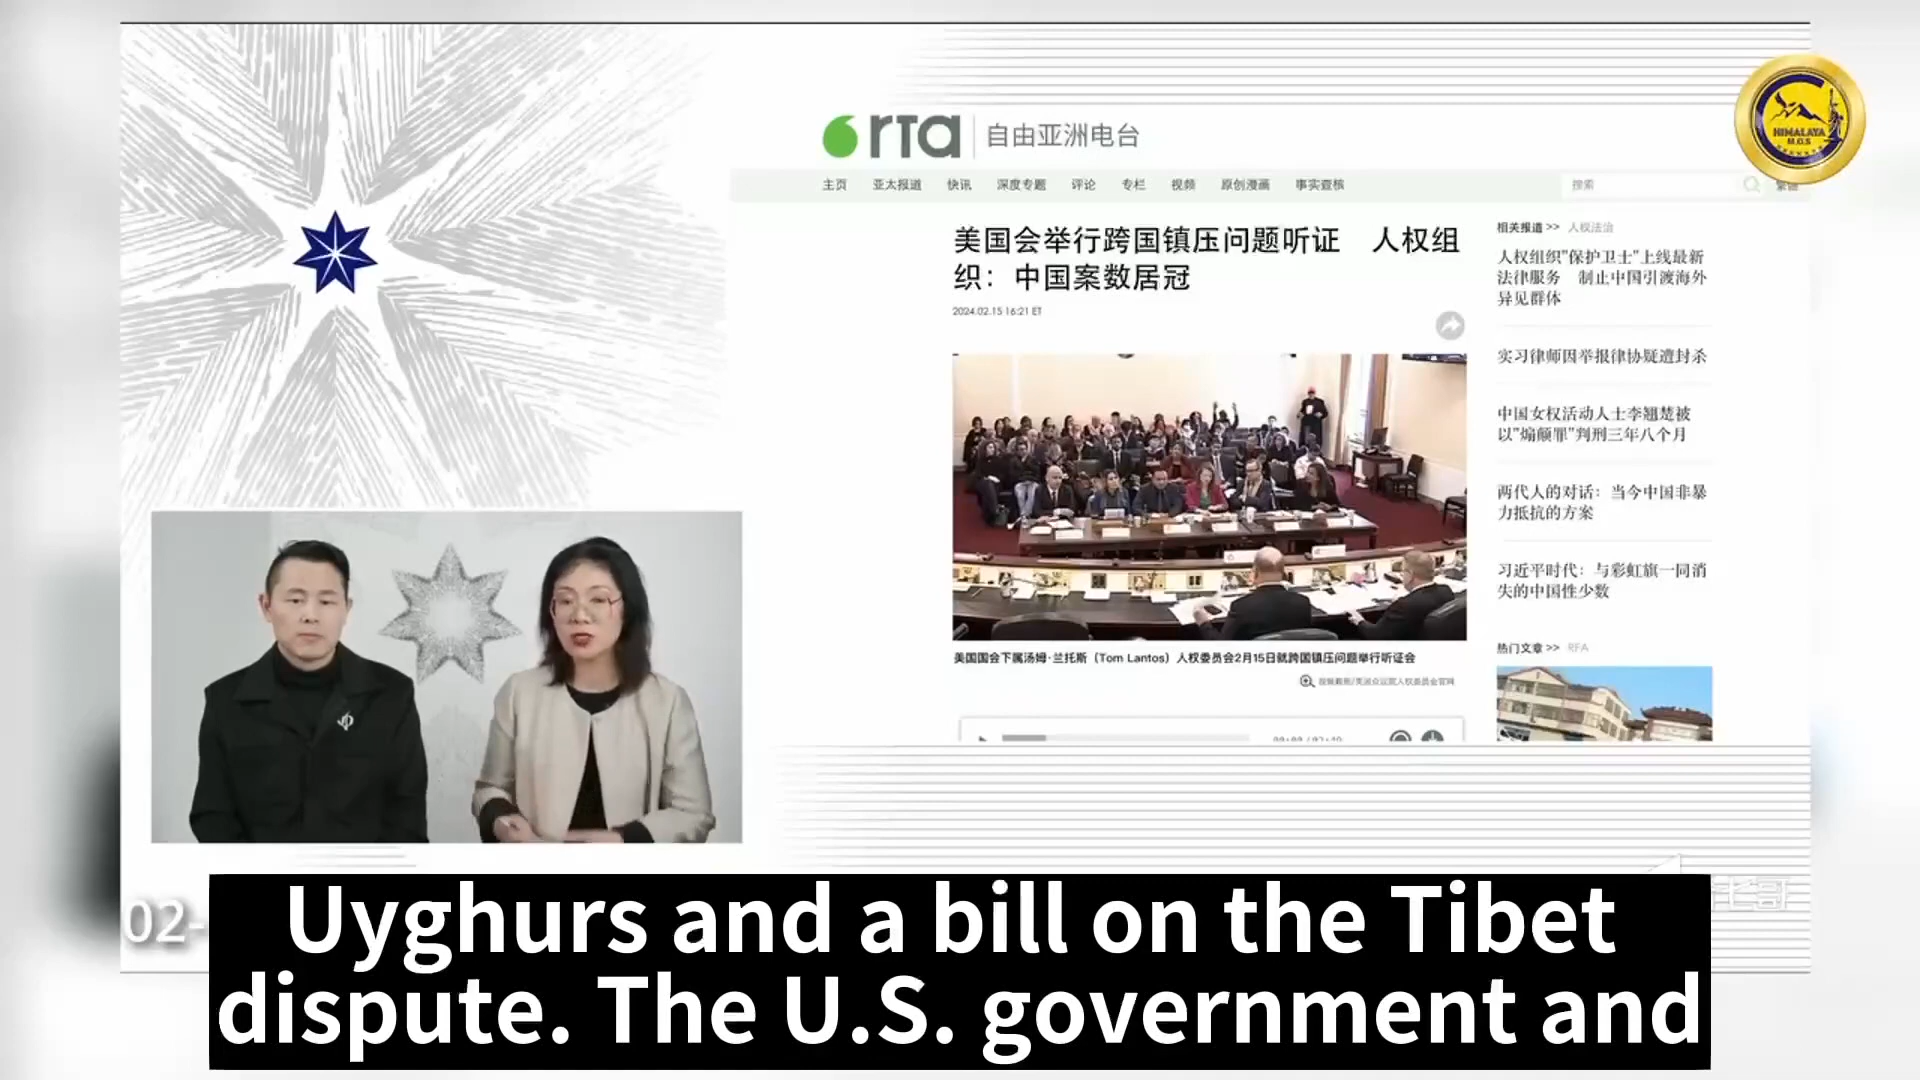 rfa 自由亚洲电台
主页 亚太报道 快讯 深度专题 评论 专栏 视频 原创漫画 事实查核 搜索
HIMALAYA
M.O.S
美国会举行跨国镇压问题听证 人权组
织：中国案数居冠
2024.02.15 16:21 ET
美国国会下属汤姆·兰托斯（Tom Lantos）人权委员会2月15日就跨国镇压问题举行听证会
相关报道 >> 人权法治
人权组织"保护卫士"上线最新
法律服务 制止中国引渡海外
异见群体
实习律师因举报律协疑遭封杀
中国女权活动人士李翘楚被
以"煽颠罪"判刑三年八个月
两代人的对话：当今中国非暴
力抵抗的方案
习近平时代：与彩虹旗一同消
失的中国性少数
热门文章 >> RFA
02-
Uyghurs and a bill on the Tibet
dispute. The U.S. government and